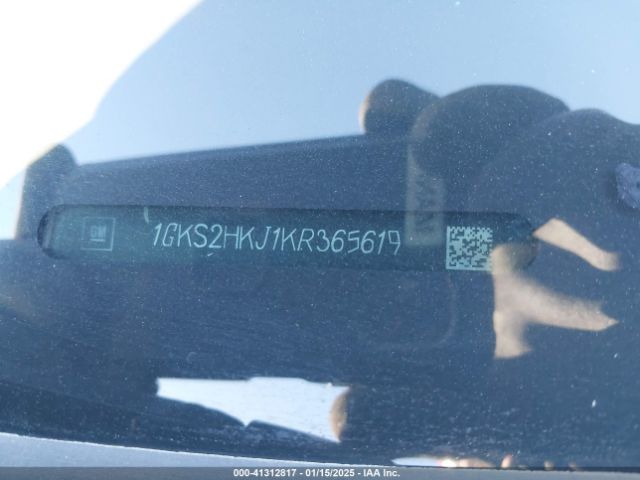 GM 1GKS2HKJ1KR365619
000-41312817 - 01/15/2025 - IAA Inc.